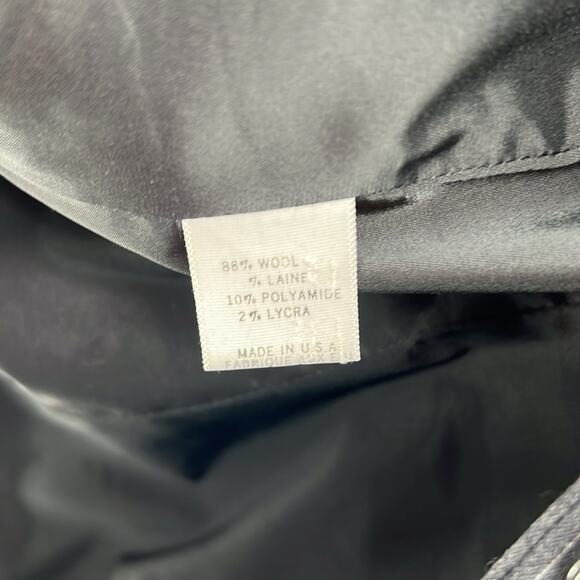 88% WOOL
% LAINE
10% POLYAMIDE
2% LYCRA
MADE IN U.S.A
FABRIQUE AUX E.U